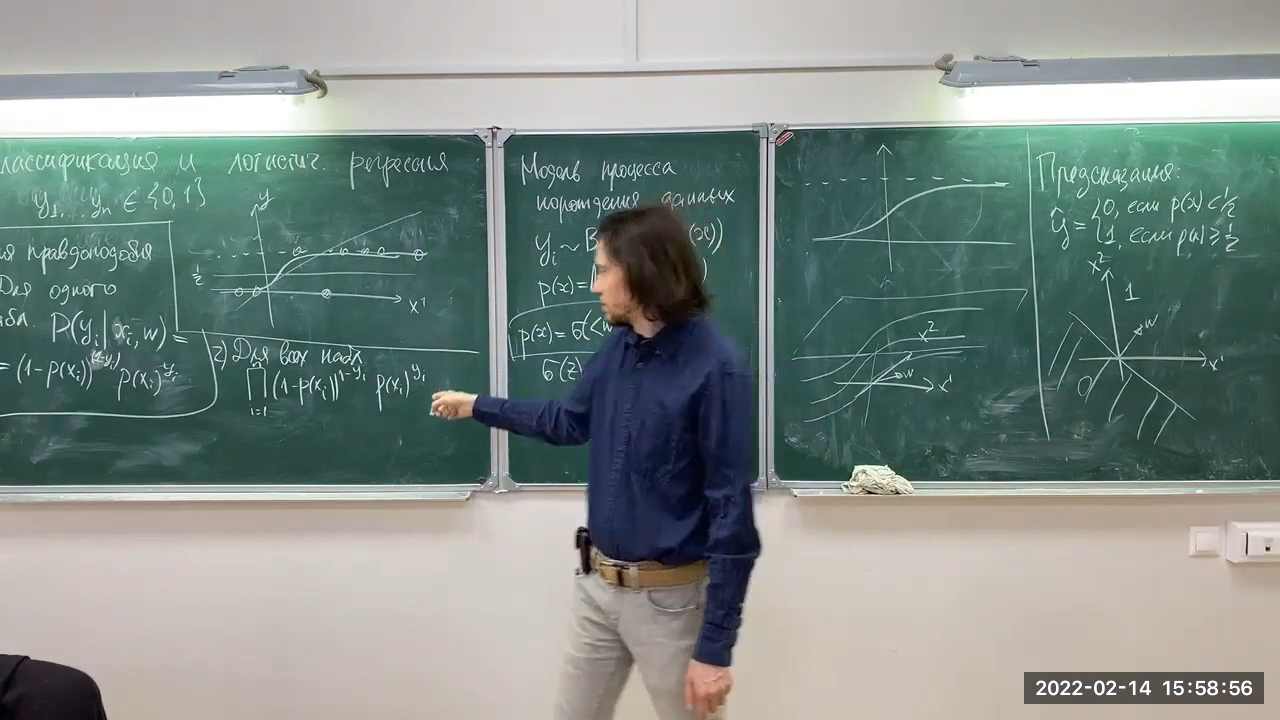 лассификация и логистич. регрессия
y₁...yₙ ∈ {0,1}
ия правдоподобия
Для одного
абл. P(yᵢ|xᵢ,w) =
= (1-p(xᵢ))^(1-yᵢ) p(xᵢ)^yᵢ
y
1/2
x¹
2) Для всех набл.
∏ᵢ₌₁ⁿ (1-p(xᵢ))^(1-yᵢ) p(xᵢ)^yᵢ
Модель процесса
порождения данных
yᵢ ~ B (x))
p(x)=
p(x)=σ(<w
σ(z)
x²
w
x¹
Предсказания:
ŷ = {0, если p(x) < 1/2
{1, если p(x) ≥ 1/2
x²
1
w
x¹
0
2022-02-14 15:58:56